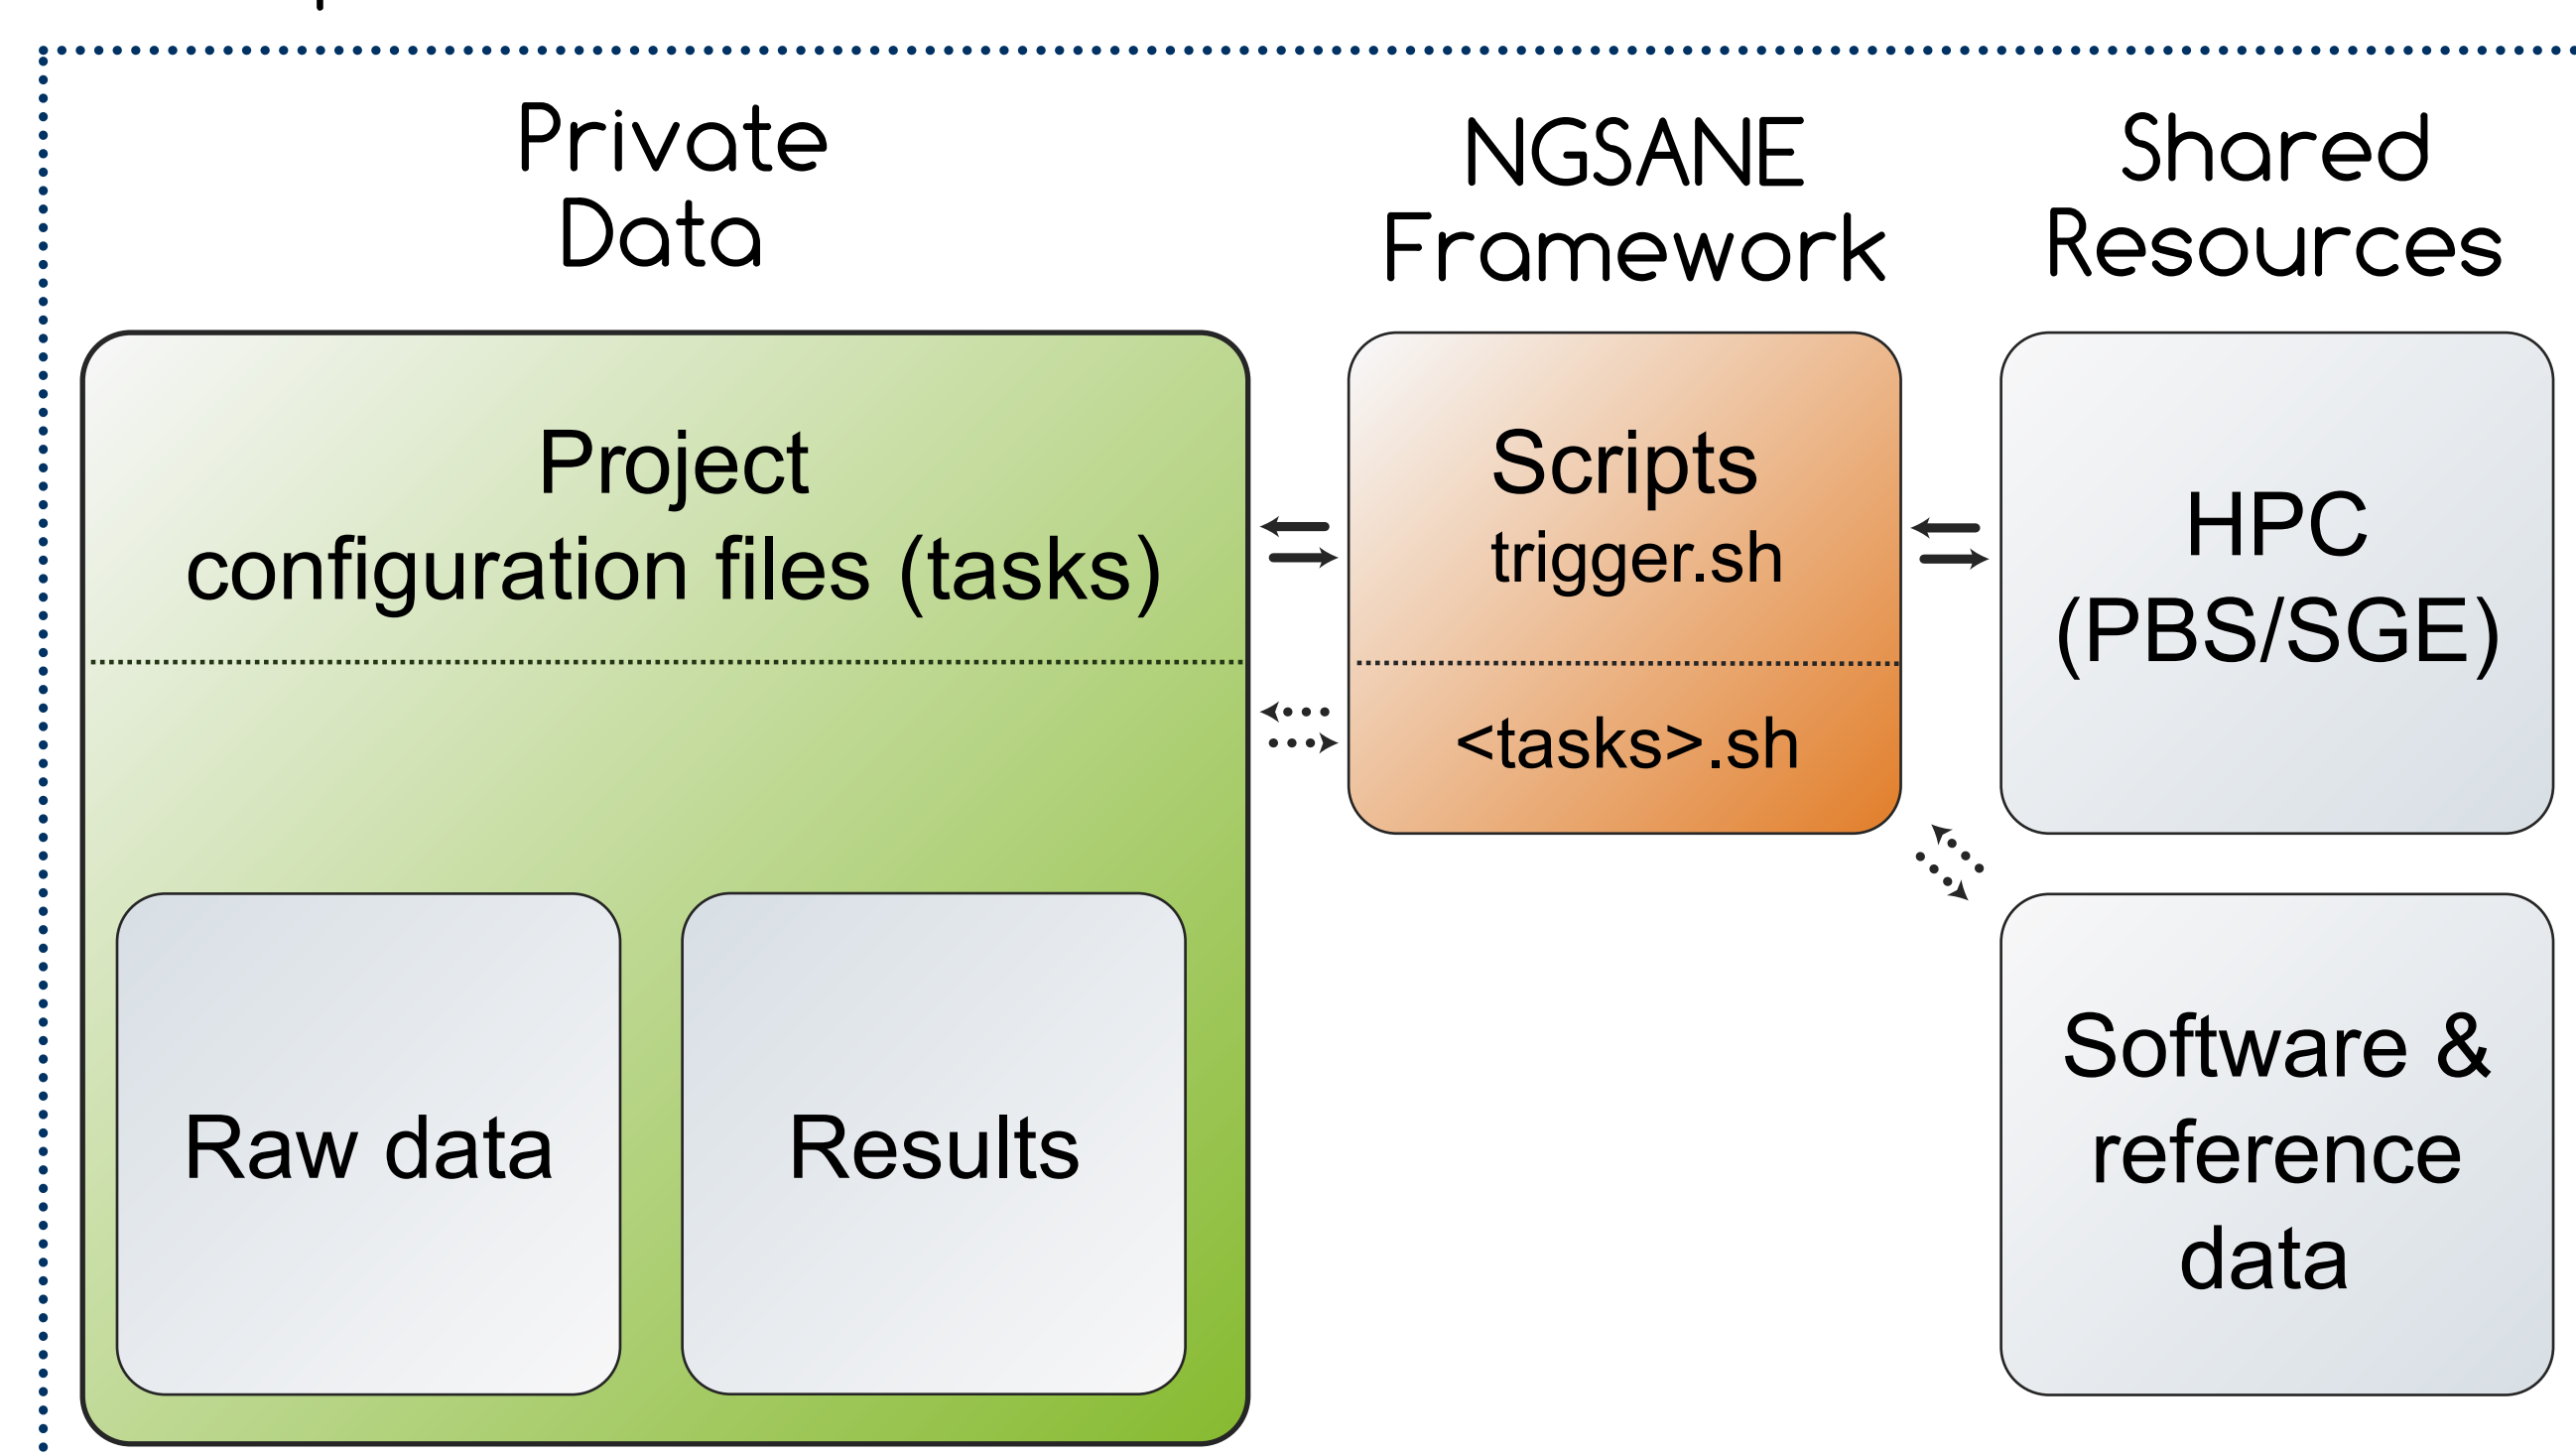 Private
Data
NGSANE
Framework
Shared
Resources
Project
configuration files (tasks)
Scripts
trigger.sh
<tasks>.sh
HPC
(PBS/SGE)
Raw data
Results
Software &
reference
data